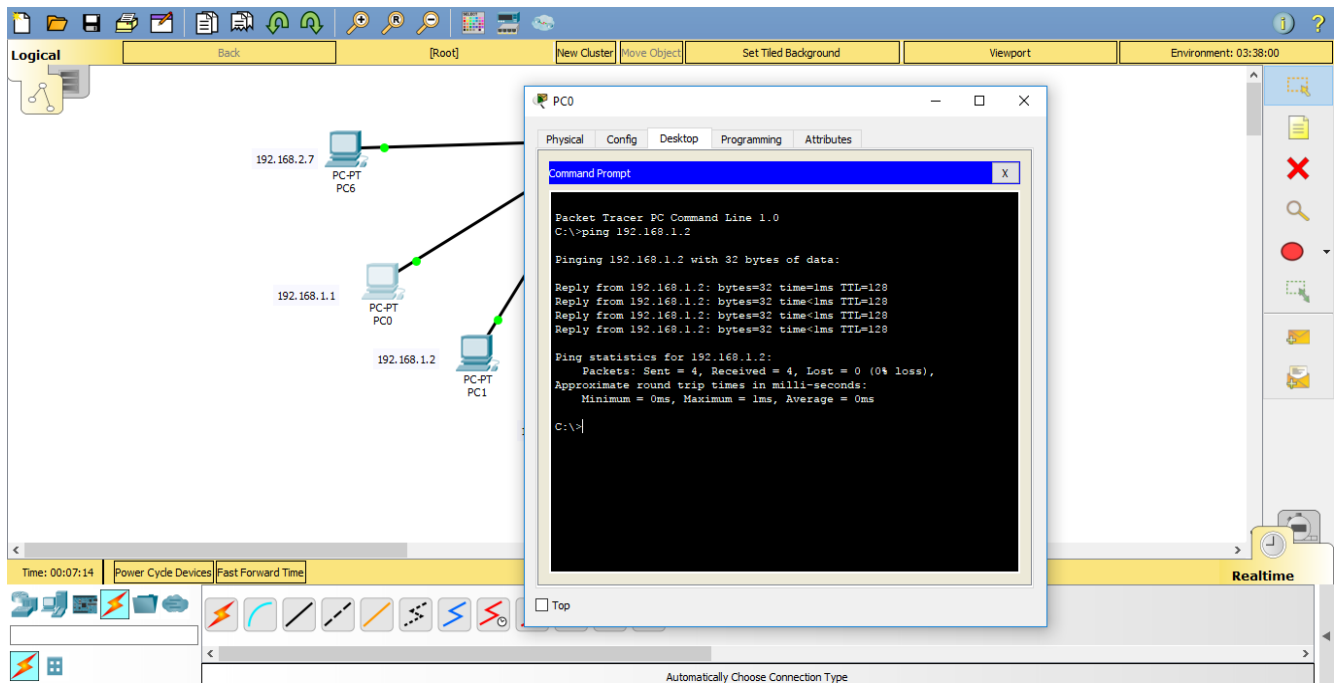 Logical
Back
[Root]
New Cluster
Move Object
Set Tiled Background
Viewport
Environment: 03:38:00
192.168.2.7
PC-PT
PC6
192.168.1.1
PC-PT
PC0
192.168.1.2
PC-PT
PC1
PC0
Physical
Config
Desktop
Programming
Attributes
Command Prompt
X
Packet Tracer PC Command Line 1.0
C:\>ping 192.168.1.2
Pinging 192.168.1.2 with 32 bytes of data:
Reply from 192.168.1.2: bytes=32 time=1ms TTL=128
Reply from 192.168.1.2: bytes=32 time<1ms TTL=128
Reply from 192.168.1.2: bytes=32 time<1ms TTL=128
Reply from 192.168.1.2: bytes=32 time<1ms TTL=128
Ping statistics for 192.168.1.2:
Packets: Sent = 4, Received = 4, Lost = 0 (0% loss),
Approximate round trip times in milli-seconds:
Minimum = 0ms, Maximum = 1ms, Average = 0ms
C:\>
Top
Time: 00:07:14
Power Cycle Devices
Fast Forward Time
Realtime
Automatically Choose Connection Type